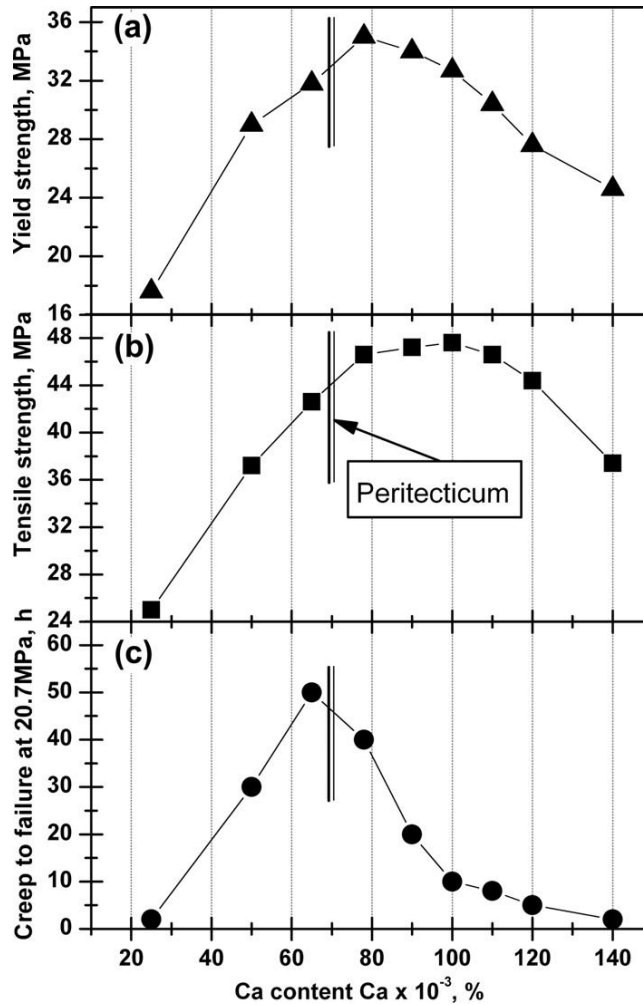 (a)
Yield strength, MPa
36
32
28
24
20
16
(b)
Tensile strength, MPa
48
44
40
36
32
28
24
Peritecticum
(c)
Creep to failure at 20.7MPa, h
60
50
40
30
20
10
0
20 40 60 80 100 120 140
Ca content Ca x 10⁻³, %